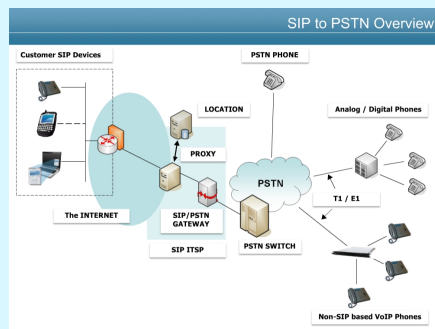 SIP to PSTN Overview
Customer SIP Devices
PSTN PHONE
LOCATION
Analog / Digital Phones
PROXY
PSTN
The INTERNET
SIP/PSTN
GATEWAY
T1 / E1
SIP ITSP
PSTN SWITCH
Non-SIP based VoIP Phones